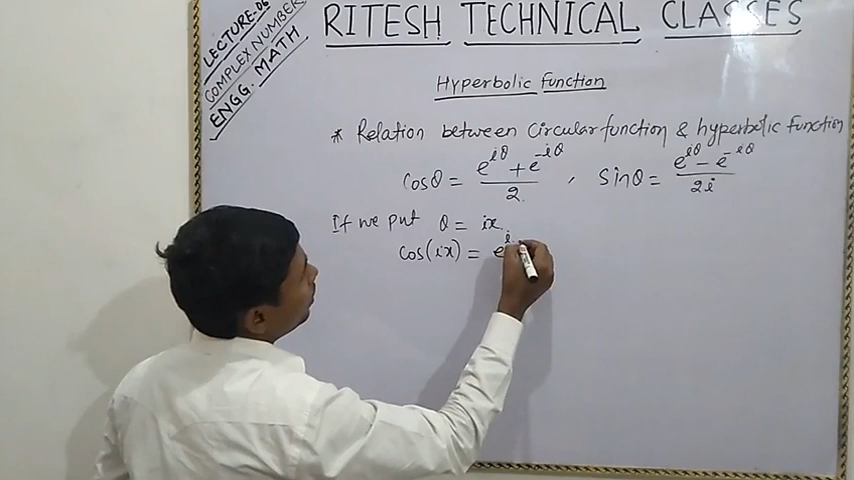 RITESH TECHNICAL CLASSES
LECTURE-06
COMPLEX NUMBER
ENGG. MATH
Hyperbolic Function
* Relation between Circular function & hyperbolic Function
cosθ = (e^{iθ} + e^{-iθ})/2 , Sinθ = (e^{iθ} - e^{-iθ})/2i
If we put θ = ix.
Cos(ix) = e^{i